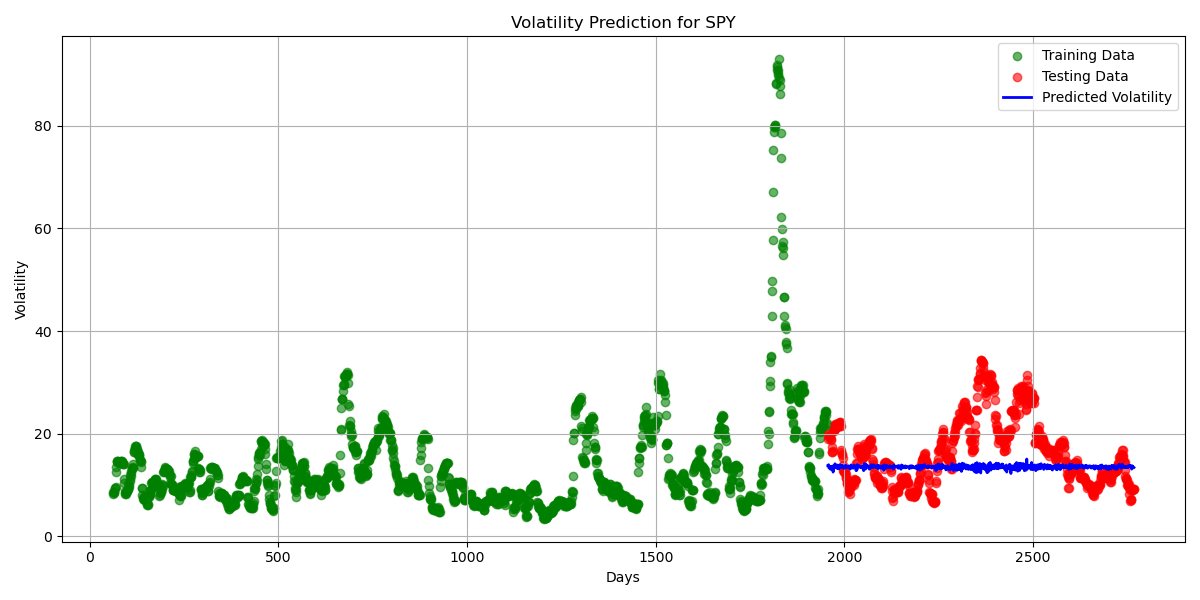 Volatility Prediction for SPY
Training Data
Testing Data
Predicted Volatility
80
60
40
20
0
Volatility
0 500 1000 1500 2000 2500
Days